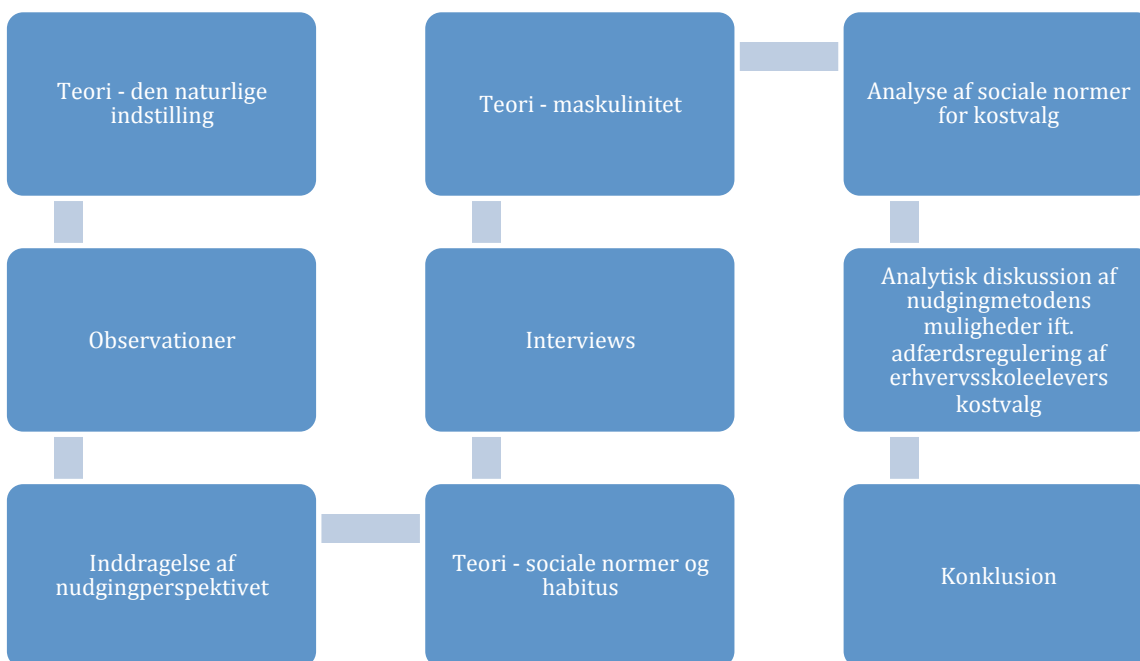 Teori - den naturlige
indstilling
Observationer
Inddragelse af
nudgingperspektivet
Teori - sociale normer og
habitus
Interviews
Teori - maskulinitet
Analyse af sociale normer
for kostvalg
Analytisk diskussion af
nudgingmetodens
muligheder ift.
adfærdsregulering af
erhvervsskoleelevers
kostvalg
Konklusion